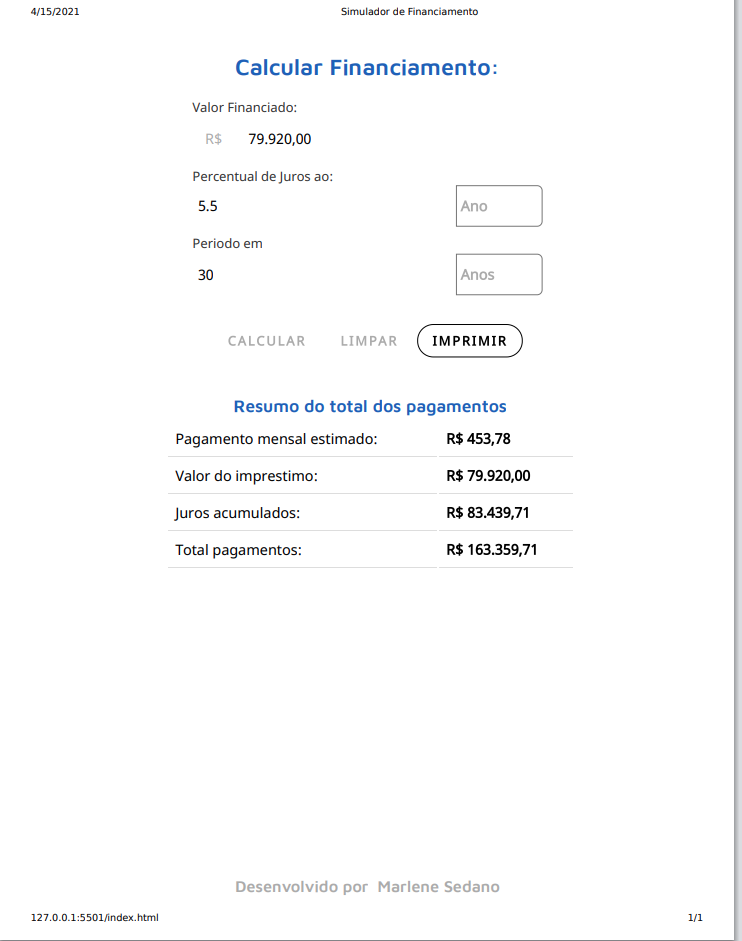 4/15/2021 Simulador de Financiamento
Calcular Financiamento:
Valor Financiado:
R$ 79.920,00
Percentual de Juros ao:
5.5 Ano
Periodo em
30 Anos
CALCULAR LIMPAR IMPRIMIR
Resumo do total dos pagamentos
Pagamento mensal estimado: R$ 453,78
Valor do imprestimo: R$ 79.920,00
Juros acumulados: R$ 83.439,71
Total pagamentos: R$ 163.359,71
Desenvolvido por Marlene Sedano
127.0.0.1:5501/index.html 1/1